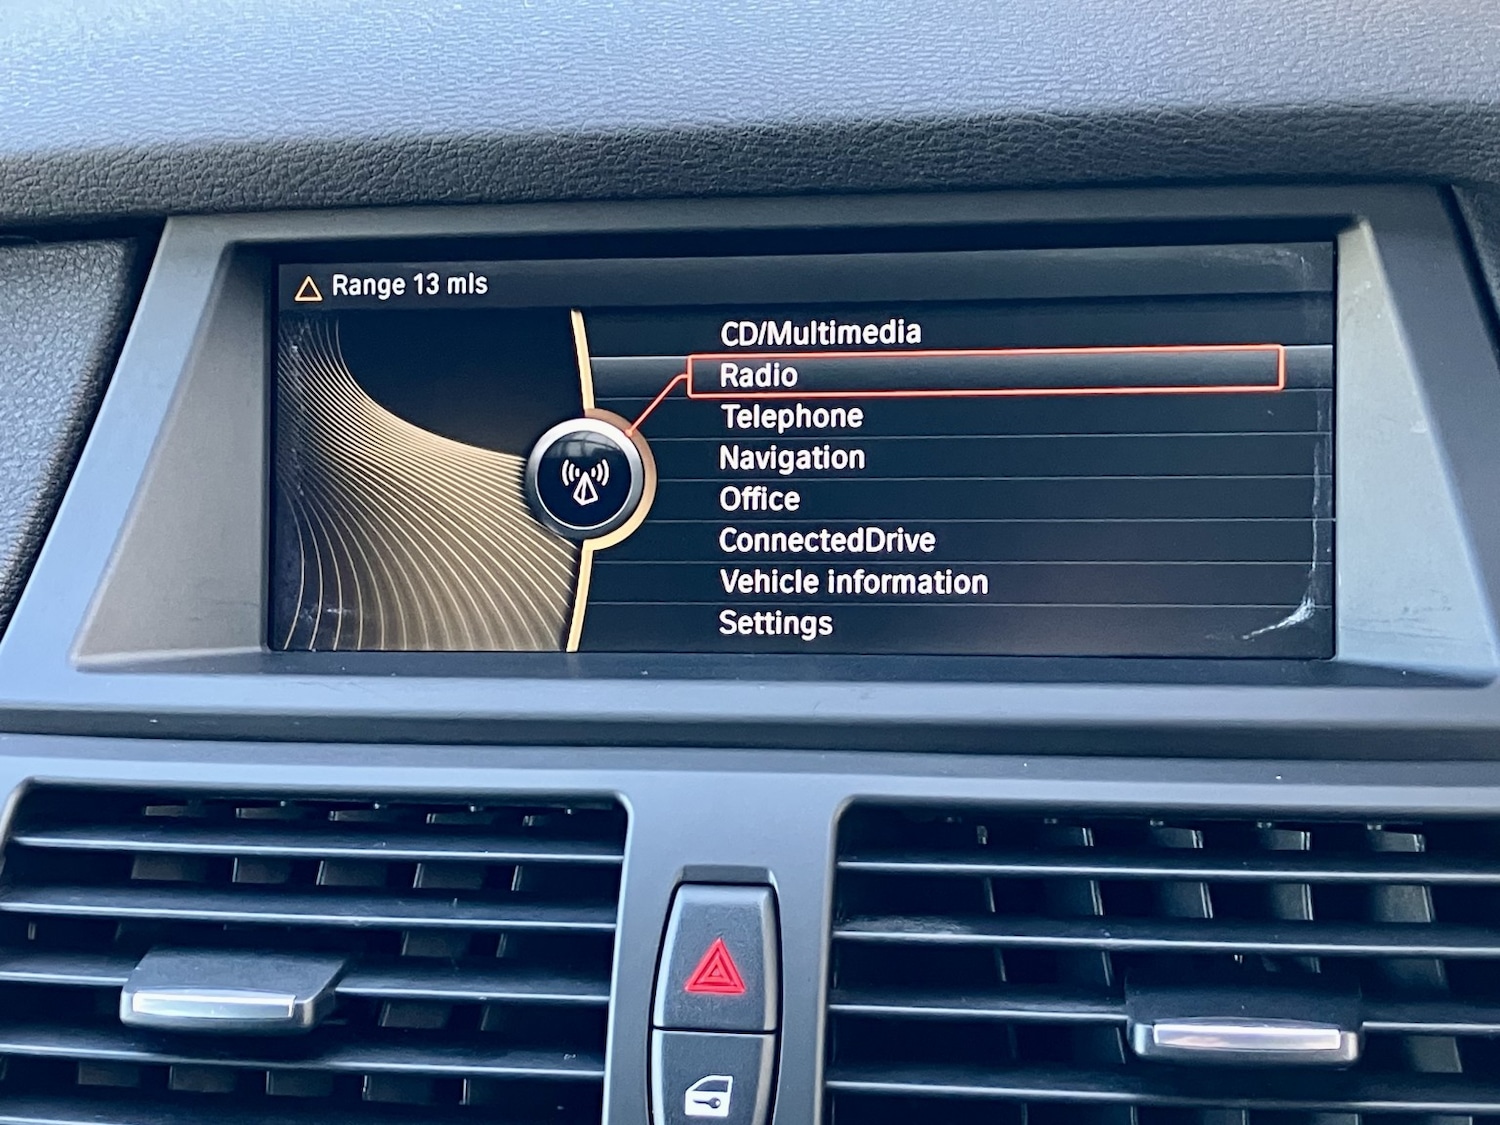 Range 13 mls
CD/Multimedia
Radio
Telephone
Navigation
Office
ConnectedDrive
Vehicle information
Settings